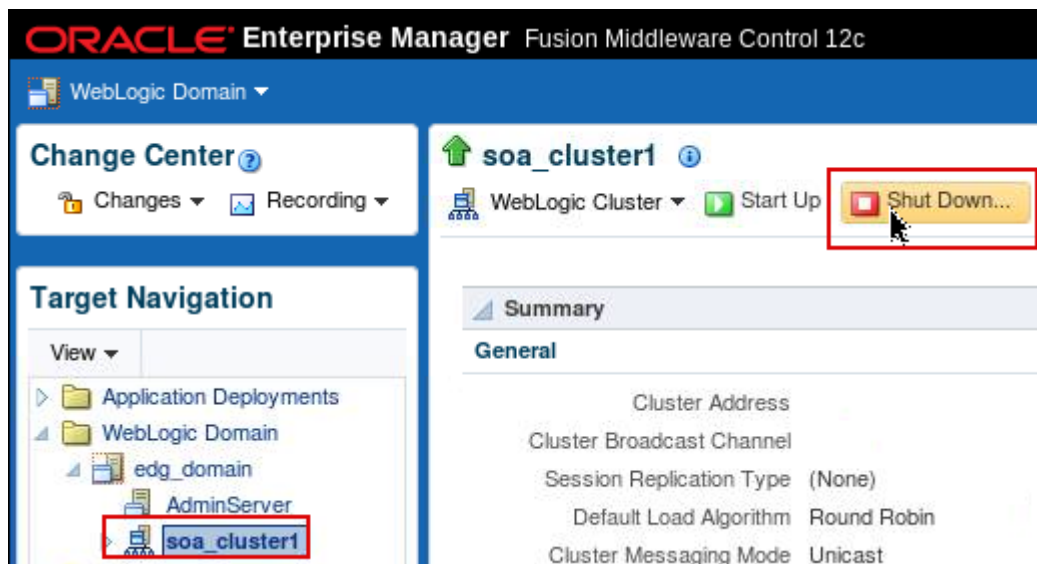 ORACLE Enterprise Manager Fusion Middleware Control 12c
WebLogic Domain
Change Center
Changes Recording
soa_cluster1
WebLogic Cluster Start Up Shut Down...
Target Navigation
View
Application Deployments
WebLogic Domain
edg_domain
AdminServer
soa_cluster1
Summary
General
Cluster Address
Cluster Broadcast Channel
Session Replication Type (None)
Default Load Algorithm Round Robin
Cluster Messaging Mode Unicast